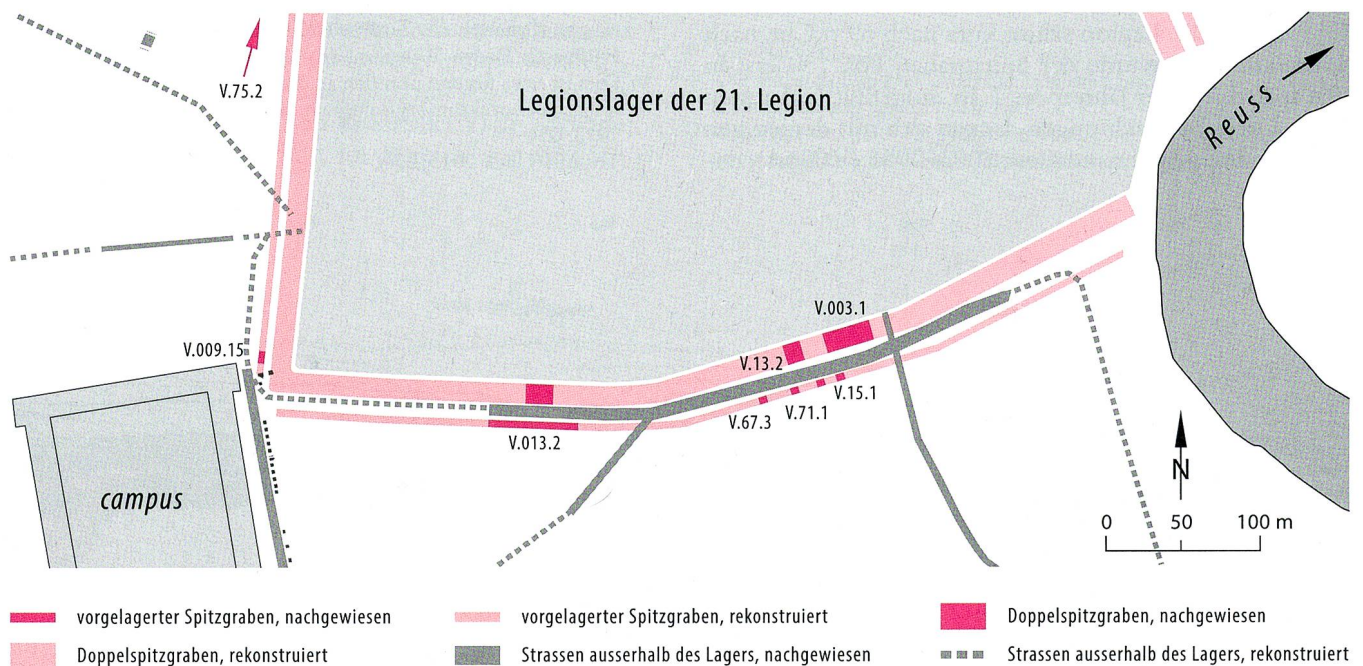 V.75.2
Legionslager der 21. Legion
Reuss
V.009.15
V.003.1
V.13.2
V.15.1
V.71.1
V.67.3
V.013.2
campus
N
0 50 100 m
vorgelagerter Spitzgraben, nachgewiesen
vorgelagerter Spitzgraben, rekonstruiert
Doppelspitzgraben, nachgewiesen
Doppelspitzgraben, rekonstruiert
Strassen ausserhalb des Lagers, nachgewiesen
Strassen ausserhalb des Lagers, rekonstruiert